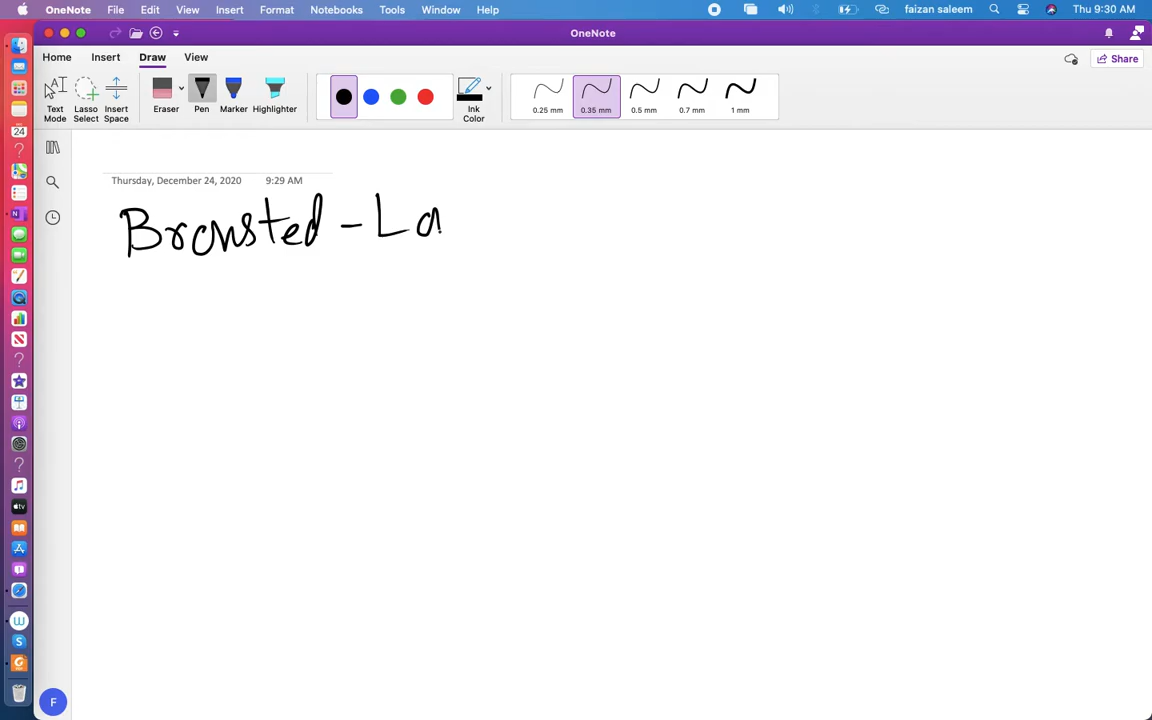 OneNote File Edit View Insert Format Notebooks Tools Window Help faizan saleem Thu 9:30 AM
OneNote
Home Insert Draw View Share
Text Mode Lasso Select Insert Space Eraser Pen Marker Highlighter Ink Color 0.25 mm 0.35 mm 0.5 mm 0.7 mm 1 mm
24
Thursday, December 24, 2020 9:29 AM
Bronsted - La
F